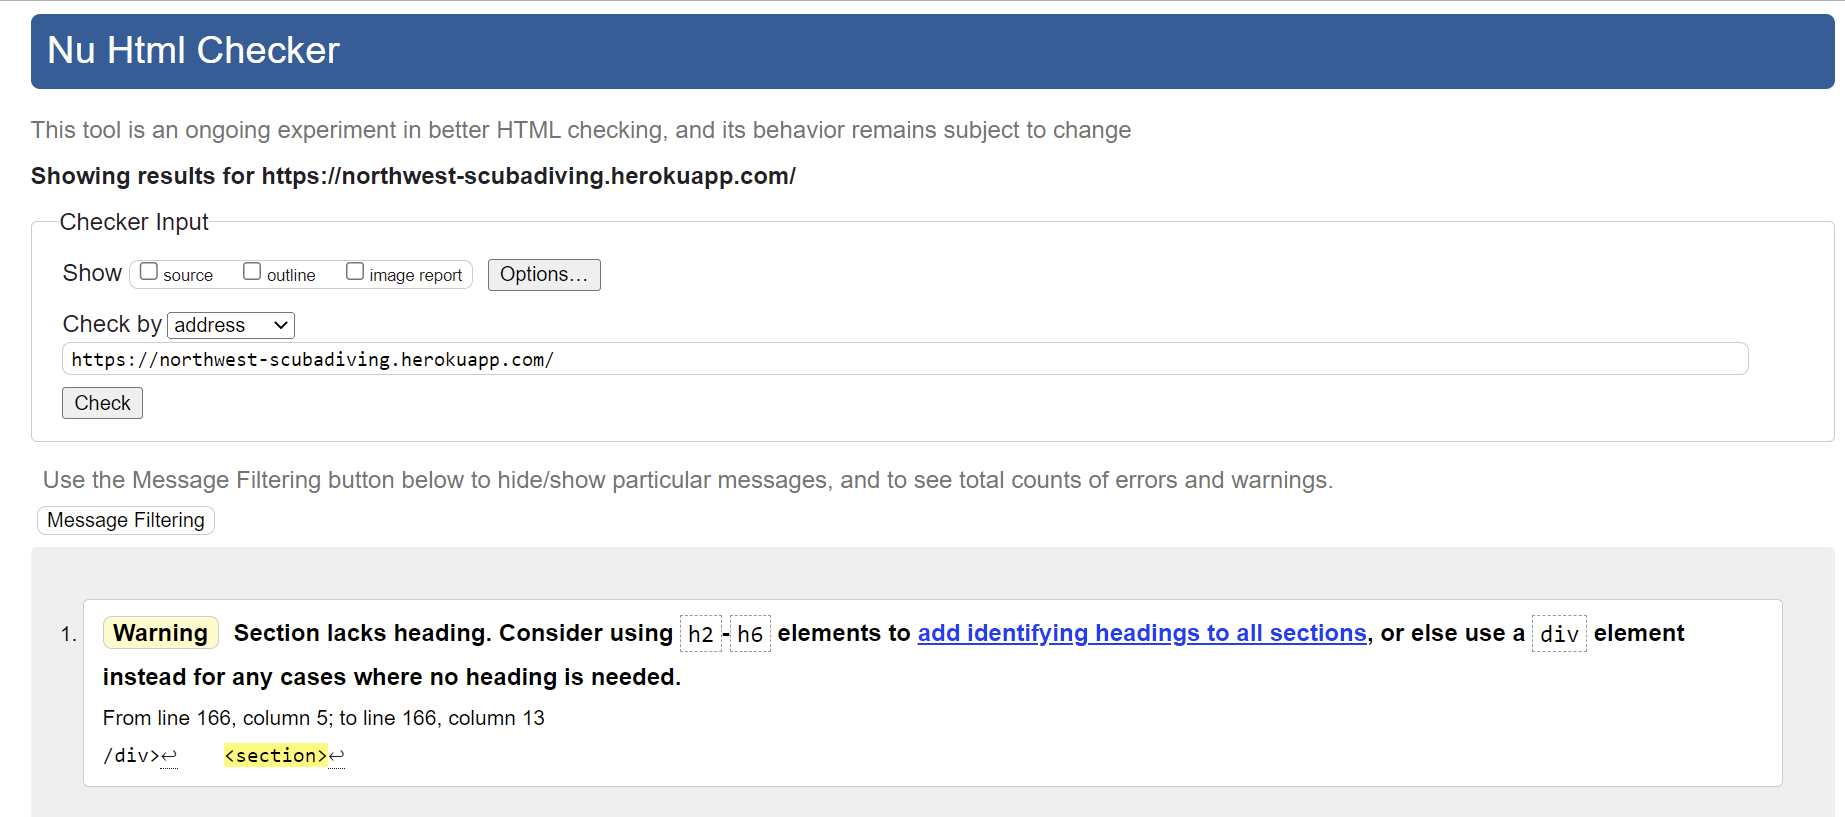 Nu Html Checker
This tool is an ongoing experiment in better HTML checking, and its behavior remains subject to change
Showing results for https://northwest-scubadiving.herokuapp.com/
Checker Input
Show source outline image report Options...
Check by address
https://northwest-scubadiving.herokuapp.com/
Check
Use the Message Filtering button below to hide/show particular messages, and to see total counts of errors and warnings.
Message Filtering
1. Warning Section lacks heading. Consider using h2-h6 elements to add identifying headings to all sections, or else use a div element
instead for any cases where no heading is needed.
From line 166, column 5; to line 166, column 13
/div>↩ <section>↩